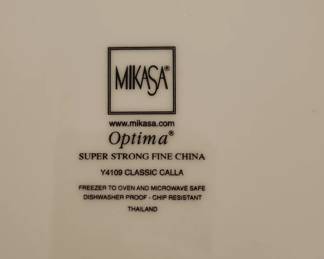 MIKASA®
www.mikasa.com
Optima®
SUPER STRONG FINE CHINA
Y4109 CLASSIC CALLA
FREEZER TO OVEN AND MICROWAVE SAFE
DISHWASHER PROOF - CHIP RESISTANT
THAILAND